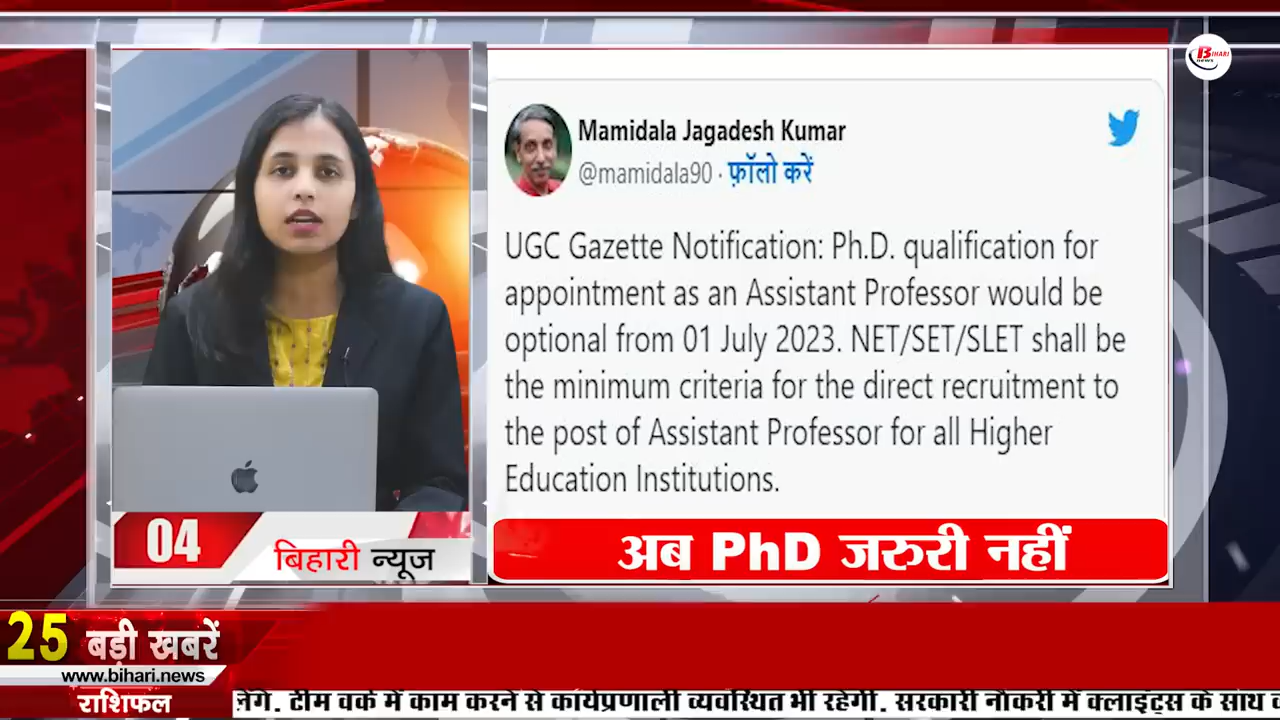 BIHARI
news
Mamidala Jagadesh Kumar
@mamidala90 · फ़ॉलो करें
UGC Gazette Notification: Ph.D. qualification for
appointment as an Assistant Professor would be
optional from 01 July 2023. NET/SET/SLET shall be
the minimum criteria for the direct recruitment to
the post of Assistant Professor for all Higher
Education Institutions.
04
बिहारी न्यूज
अब PhD जरुरी नहीं
25 बड़ी खबरें
www.bihari.news
राशिफल
टीम वर्क में काम करने से कार्यप्रणाली व्यवस्थित भी रहेगी. सरकारी नौकरी में क्लाइंट्स के साथ